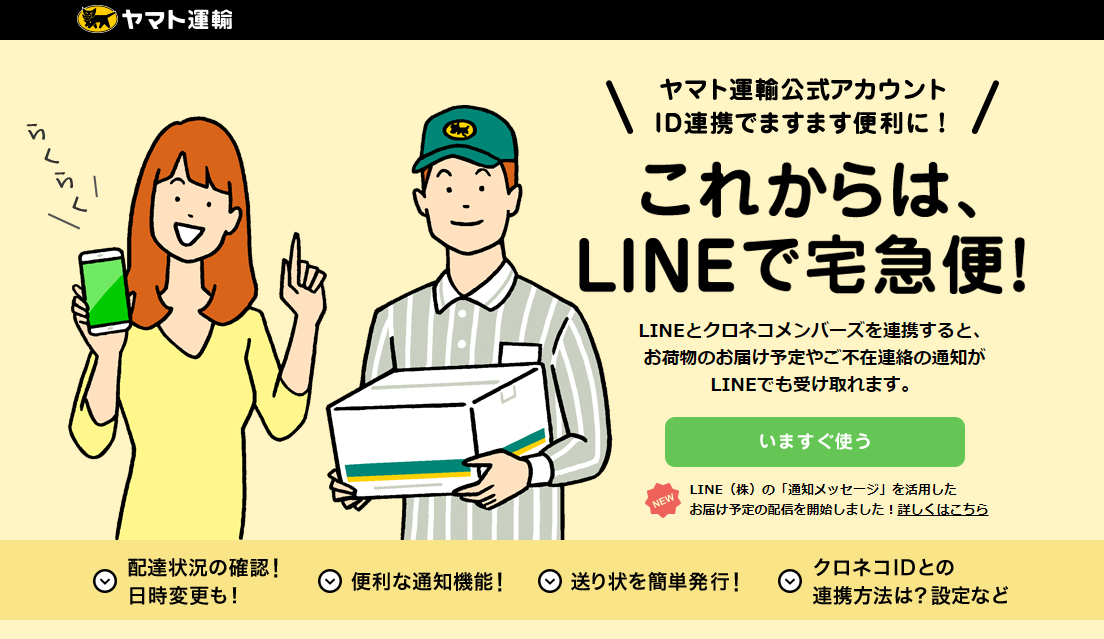 ヤマト運輸
らくらく
ヤマト運輸公式アカウント
ID連携でますます便利に！
これからは、
LINEで宅急便!
LINEとクロネコメンバーズを連携すると、
お荷物のお届け予定やご不在連絡の通知が
LINEでも受け取れます。
いますぐ使う
NEW
LINE（株）の「通知メッセージ」を活用した
お届け予定の配信を開始しました！詳しくはこちら
配達状況の確認！
日時変更も！
便利な通知機能！
送り状を簡単発行！
クロネコIDとの
連携方法は？設定など